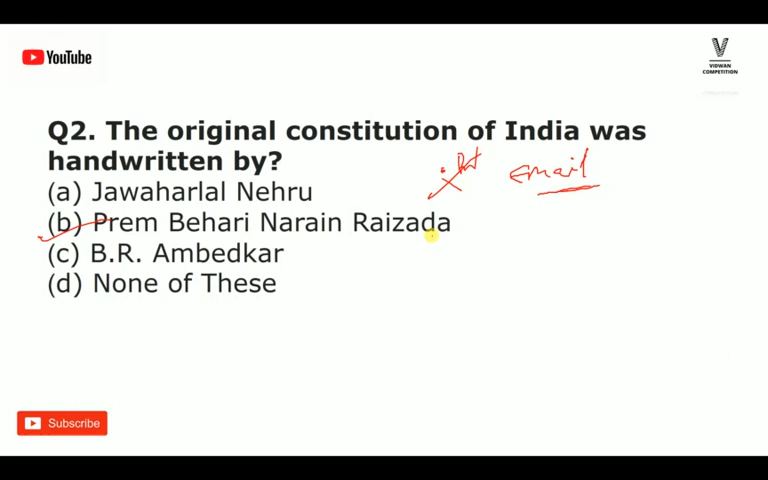 YouTube
VIDWAN
COMPETITION
Q2. The original constitution of India was
handwritten by?
email
(a) Jawaharlal Nehru
(b) Prem Behari Narain Raizada
(c) B.R. Ambedkar
(d) None of These
Subscribe